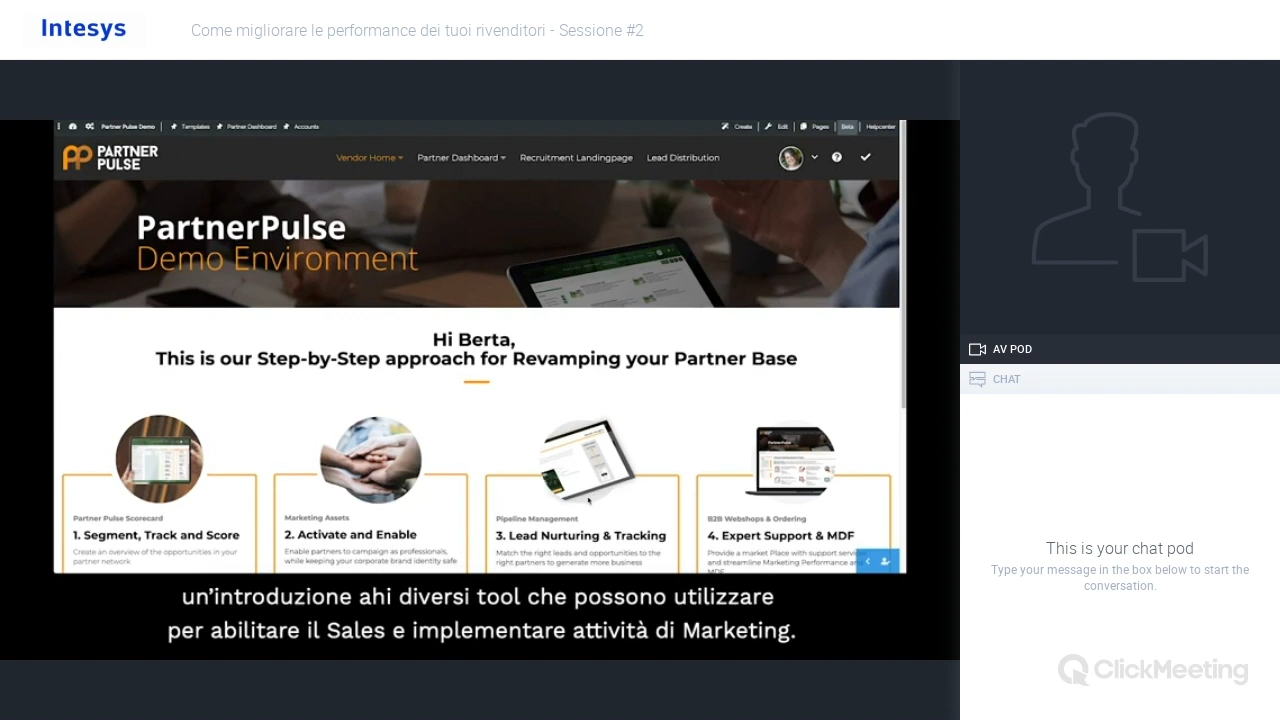 Intesys
Come migliorare le performance dei tuoi rivenditori - Sessione #2
Partner Pulse Demo
Templates
Partner Dashboard
Accounts
Create
Edit
Pages
Beta
Helpcenter
PARTNER
PULSE
Vendor Home
Partner Dashboard
Recruitment Landingpage
Lead Distribution
PartnerPulse
Demo Environment
Hi Berta,
This is our Step-by-Step approach for Revamping your Partner Base
Partner Pulse Scorecard
1. Segment, Track and Score
Create an overview of the opportunities in your
partner network
Marketing Assets
2. Activate and Enable
Enable partners to campaign as professionals,
while keeping your corporate brand identity safe
Pipeline Management
3. Lead Nurturing & Tracking
Match the right leads and opportunities to the
right partners to generate more business
B2B Webshops & Ordering
4. Expert Support & MDF
Provide a market Place with support services
and streamline Marketing Performance and
MDF
un'introduzione ahi diversi tool che possono utilizzare
per abilitare il Sales e implementare attività di Marketing.
AV POD
CHAT
This is your chat pod
Type your message in the box below to start the
conversation.
ClickMeeting